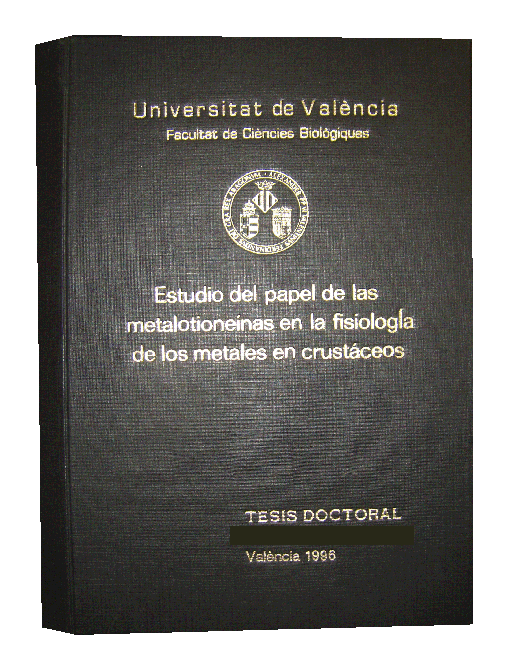 Universitat de València
Facultat de Ciències Biològiques
Estudio del papel de las
metalotioneinas en la fisiología
de los metales en crustáceos
TESIS DOCTORAL
València 1996